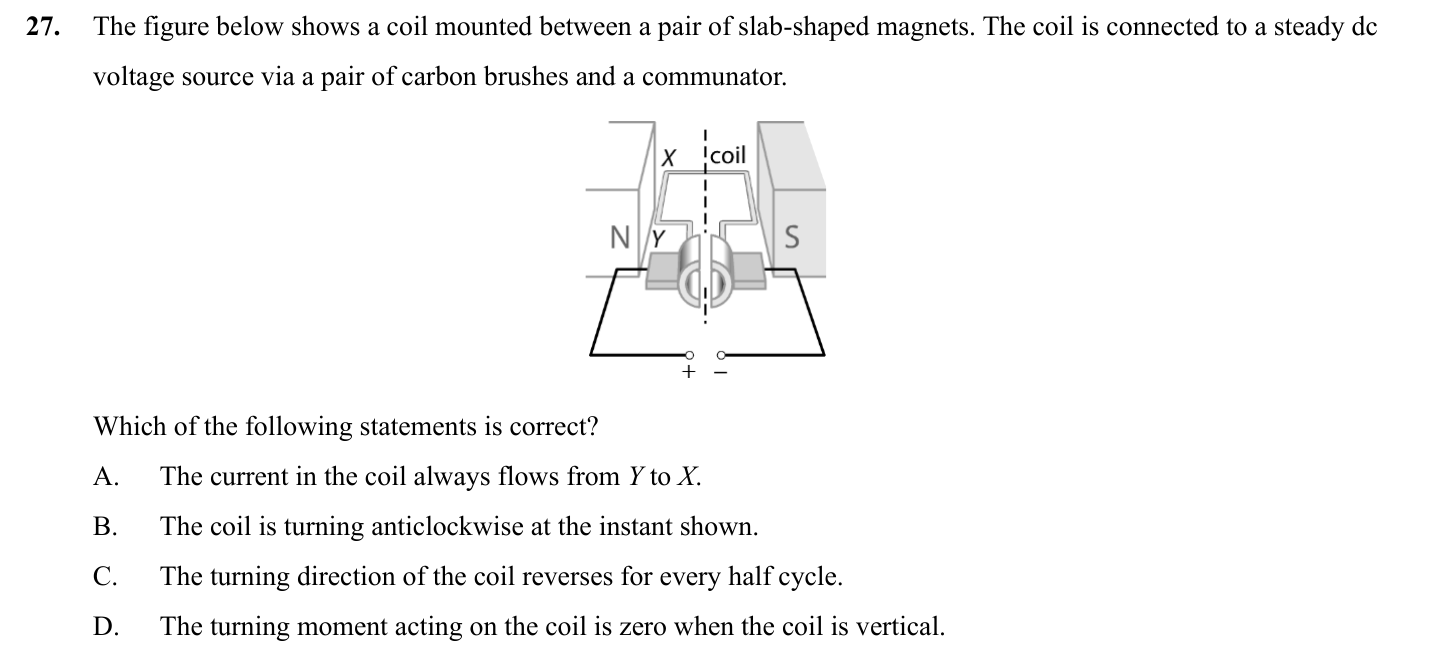 27. The figure below shows a coil mounted between a pair of slab-shaped magnets. The coil is connected to a steady dc
voltage source via a pair of carbon brushes and a communator.
X coil
N Y S
+ −
Which of the following statements is correct?
A. The current in the coil always flows from Y to X.
B. The coil is turning anticlockwise at the instant shown.
C. The turning direction of the coil reverses for every half cycle.
D. The turning moment acting on the coil is zero when the coil is vertical.